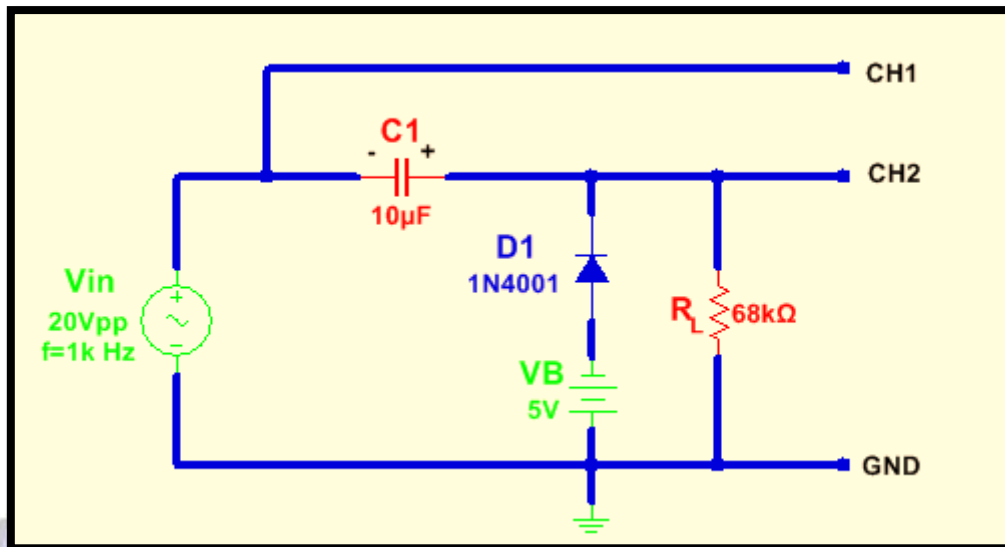 CH1
C1
- +
10µF
CH2
D1
1N4001
Vin
20Vpp
f=1k Hz
+
−
RL
68kΩ
VB
5V
GND